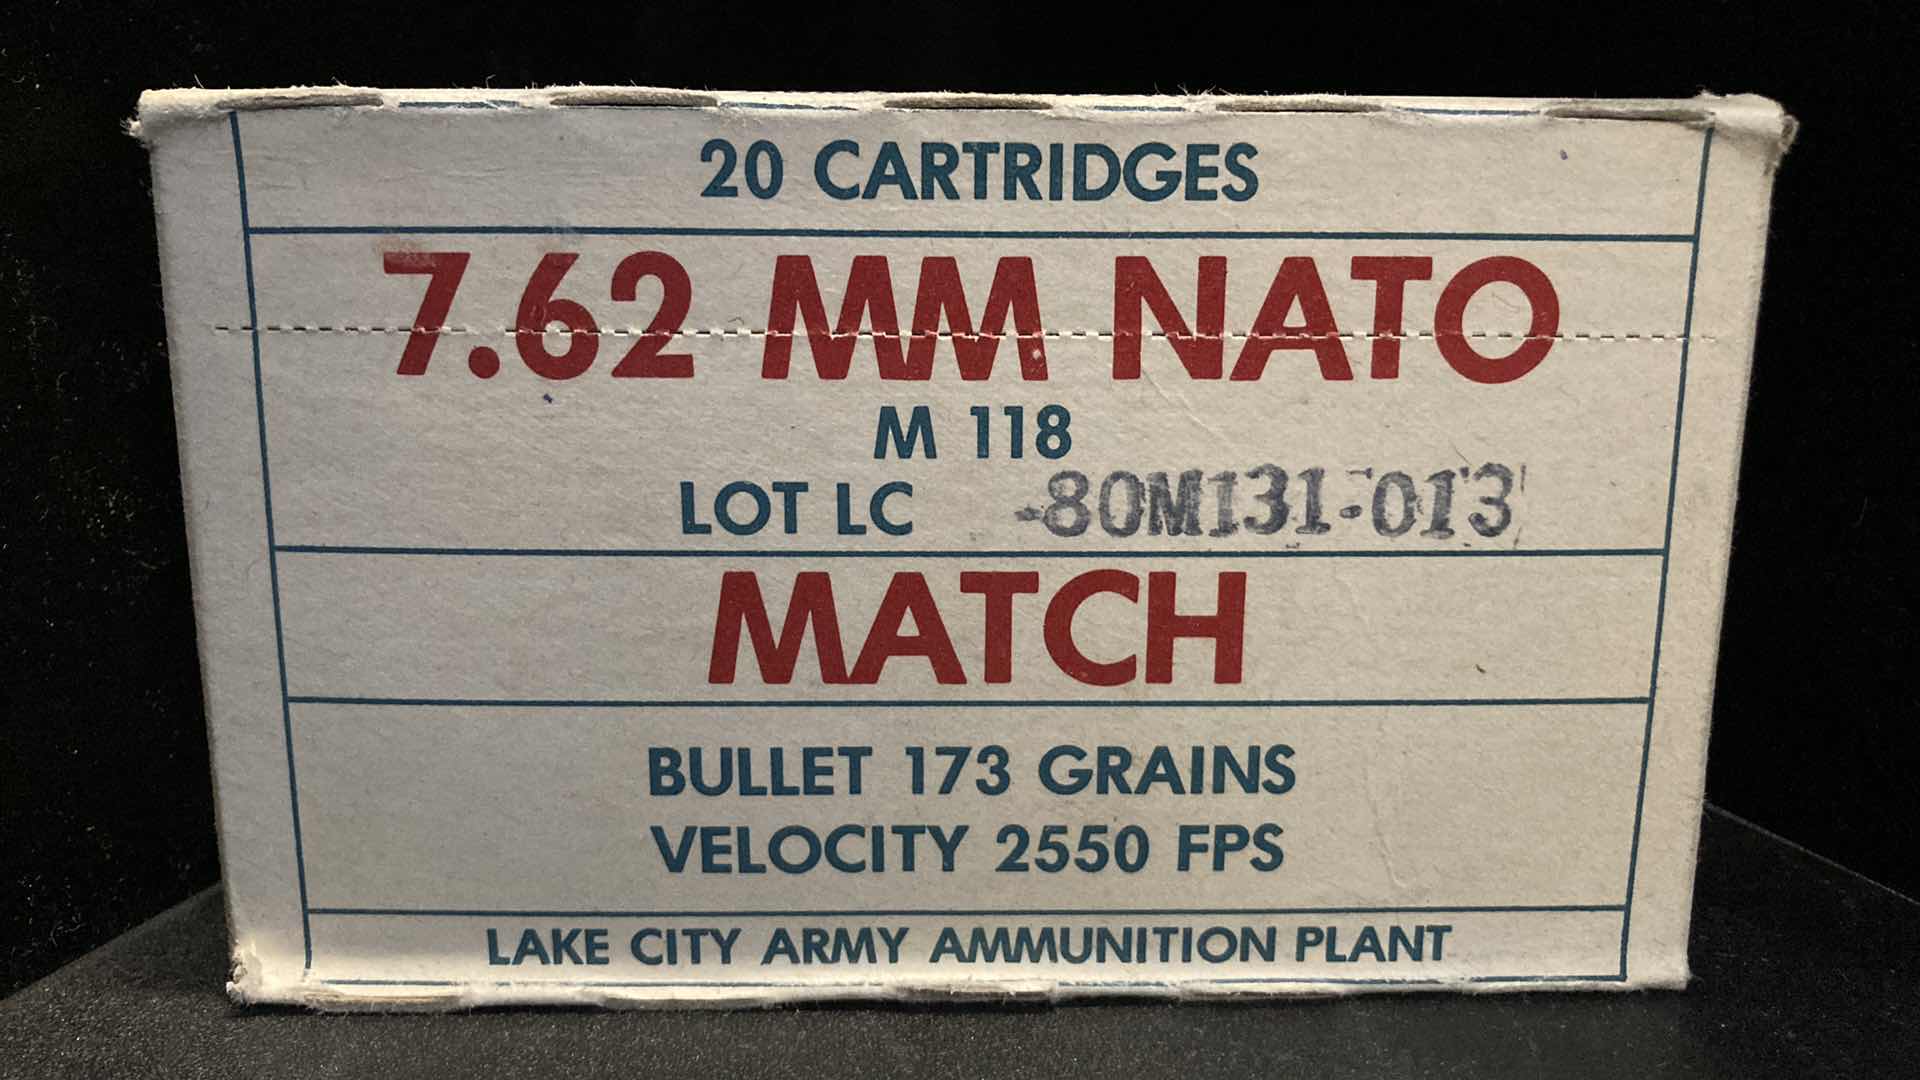 20 CARTRIDGES
7.62 MM NATO
M 118
LOT LC -80M131-013
MATCH
BULLET 173 GRAINS
VELOCITY 2550 FPS
LAKE CITY ARMY AMMUNITION PLANT